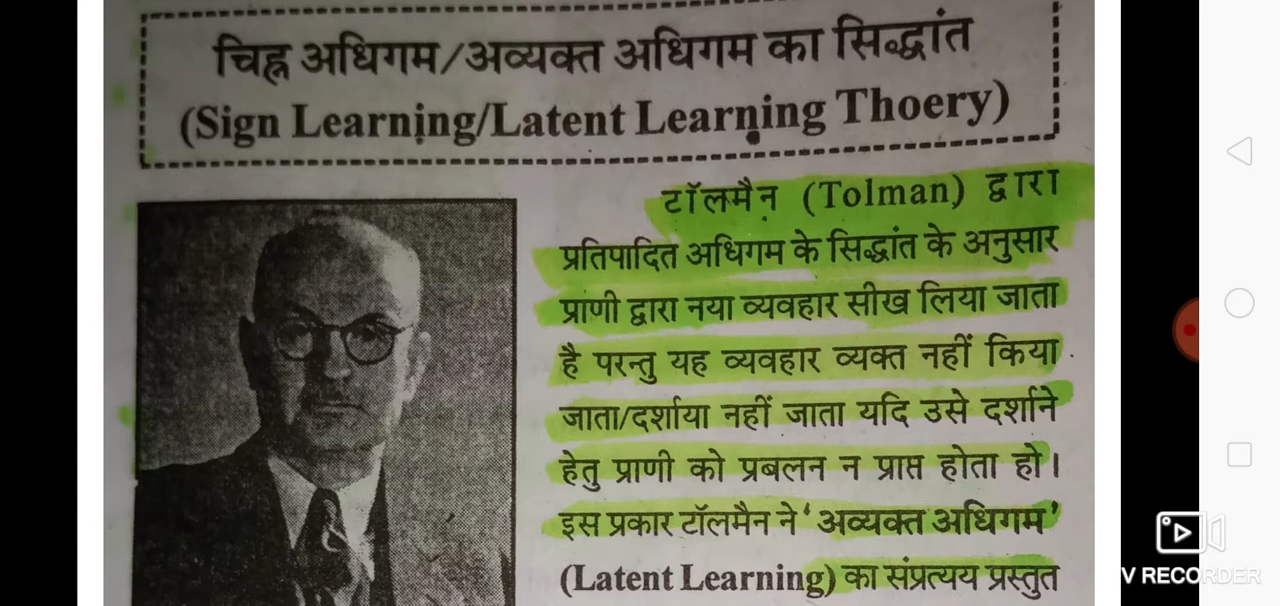 चिह्न अधिगम/अव्यक्त अधिगम का सिद्धांत
(Sign Learning/Latent Learning Thoery)
टॉलमैन (Tolman) द्वारा
प्रतिपादित अधिगम के सिद्धांत के अनुसार
प्राणी द्वारा नया व्यवहार सीख लिया जाता
है परन्तु यह व्यवहार व्यक्त नहीं किया
जाता/दर्शाया नहीं जाता यदि उसे दर्शाने
हेतु प्राणी को प्रबलन न प्राप्त होता हो।
इस प्रकार टॉलमैन ने ‘अव्यक्त अधिगम’
(Latent Learning) का संप्रत्यय प्रस्तुत
V RECORDER